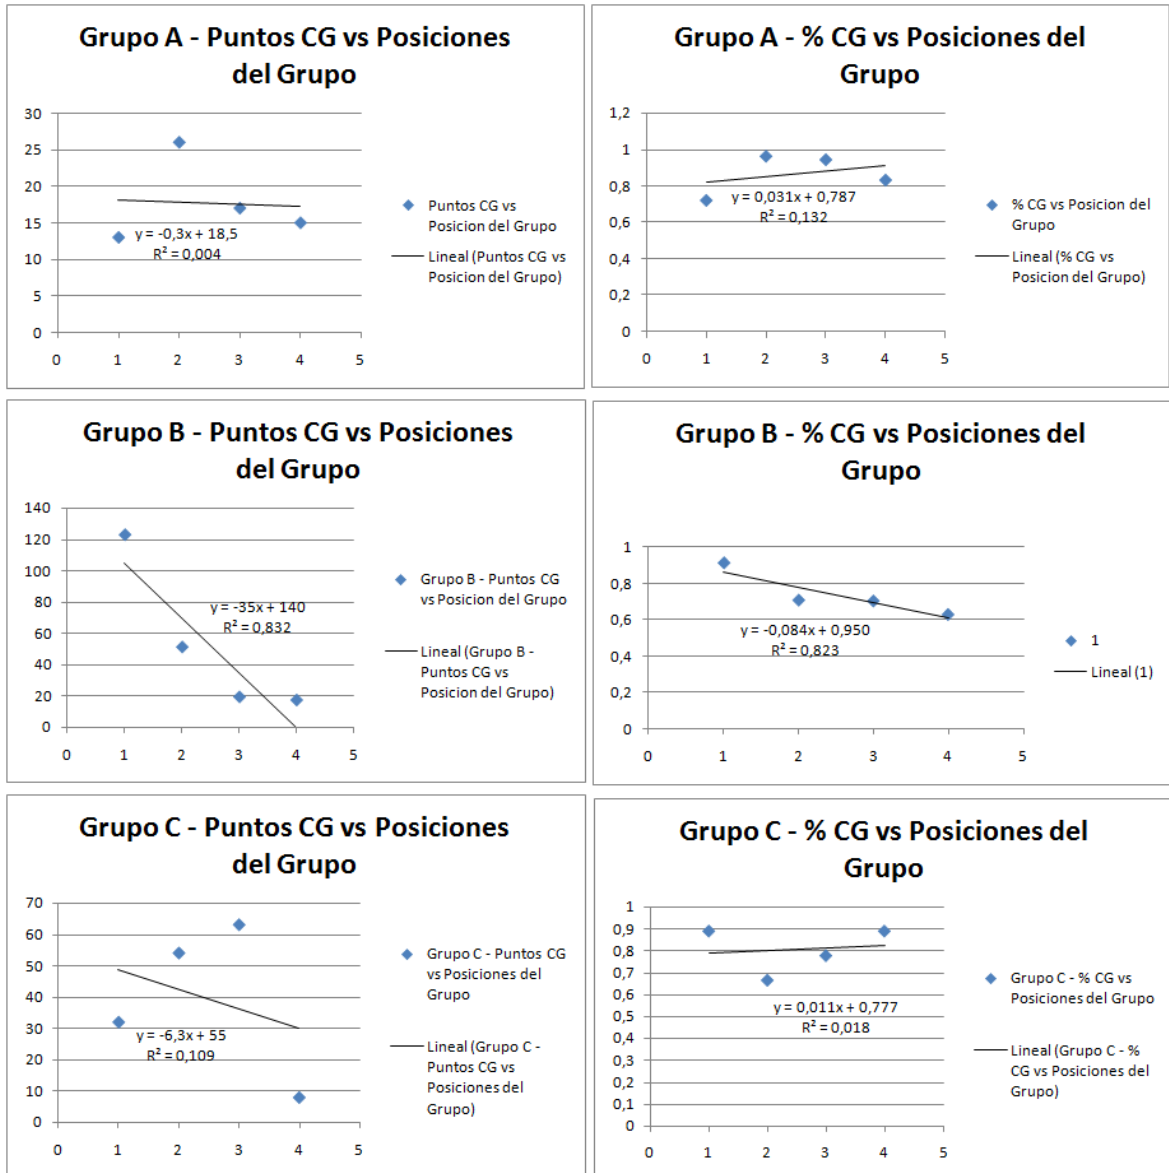 Grupo A - Puntos CG vs Posiciones
del Grupo
30
25
20
15
10
5
0
0 1 2 3 4 5
y = -0,3x + 18,5
R² = 0,004
Puntos CG vs
Posicion del Grupo
Lineal (Puntos CG vs
Posicion del Grupo)
Grupo A - % CG vs Posiciones del
Grupo
1,2
1
0,8
0,6
0,4
0,2
0
0 1 2 3 4 5
y = 0,031x + 0,787
R² = 0,132
% CG vs Posicion del
Grupo
Lineal (% CG vs
Posicion del Grupo)
Grupo B - Puntos CG vs Posiciones
del Grupo
140
120
100
80
60
40
20
0
0 1 2 3 4 5
y = -35x + 140
R² = 0,832
Grupo B - Puntos CG
vs Posicion del Grupo
Lineal (Grupo B -
Puntos CG vs
Posicion del Grupo)
Grupo B - % CG vs Posiciones del
Grupo
1
0,8
0,6
0,4
0,2
0
0 1 2 3 4 5
y = -0,084x + 0,950
R² = 0,823
1
Lineal (1)
Grupo C - Puntos CG vs Posiciones
del Grupo
70
60
50
40
30
20
10
0
0 1 2 3 4 5
y = -6,3x + 55
R² = 0,109
Grupo C - Puntos CG
vs Posiciones del
Grupo
Lineal (Grupo C -
Puntos CG vs
Posiciones del
Grupo)
Grupo C - % CG vs Posiciones del
Grupo
1
0,9
0,8
0,7
0,6
0,5
0,4
0,3
0,2
0,1
0
0 1 2 3 4 5
y = 0,011x + 0,777
R² = 0,018
Grupo C - % CG vs
Posiciones del Grupo
Lineal (Grupo C - %
CG vs Posiciones del
Grupo)